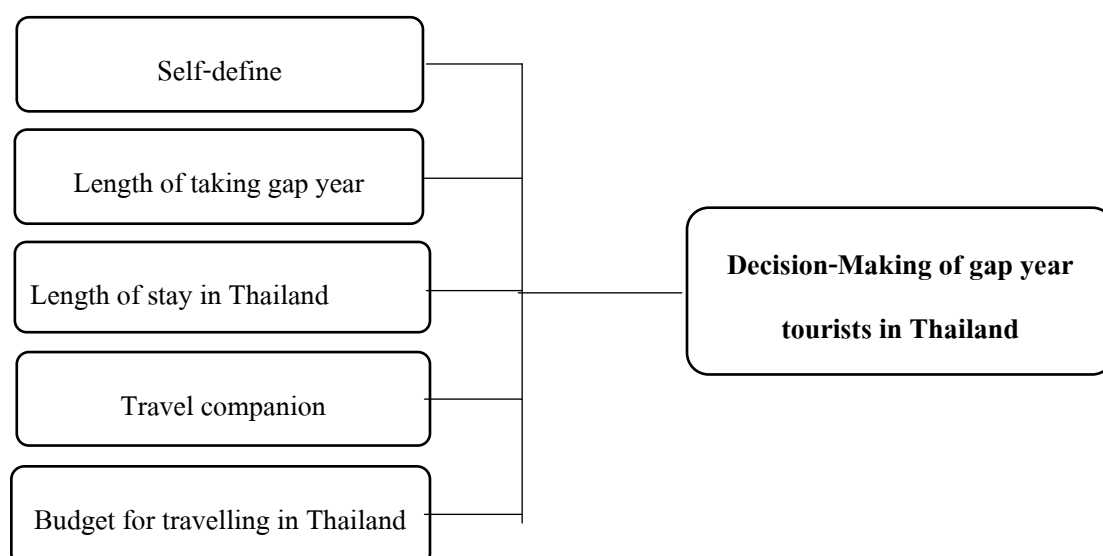 Self-define
Length of taking gap year
Length of stay in Thailand
Travel companion
Budget for travelling in Thailand
Decision-Making of gap year
tourists in Thailand